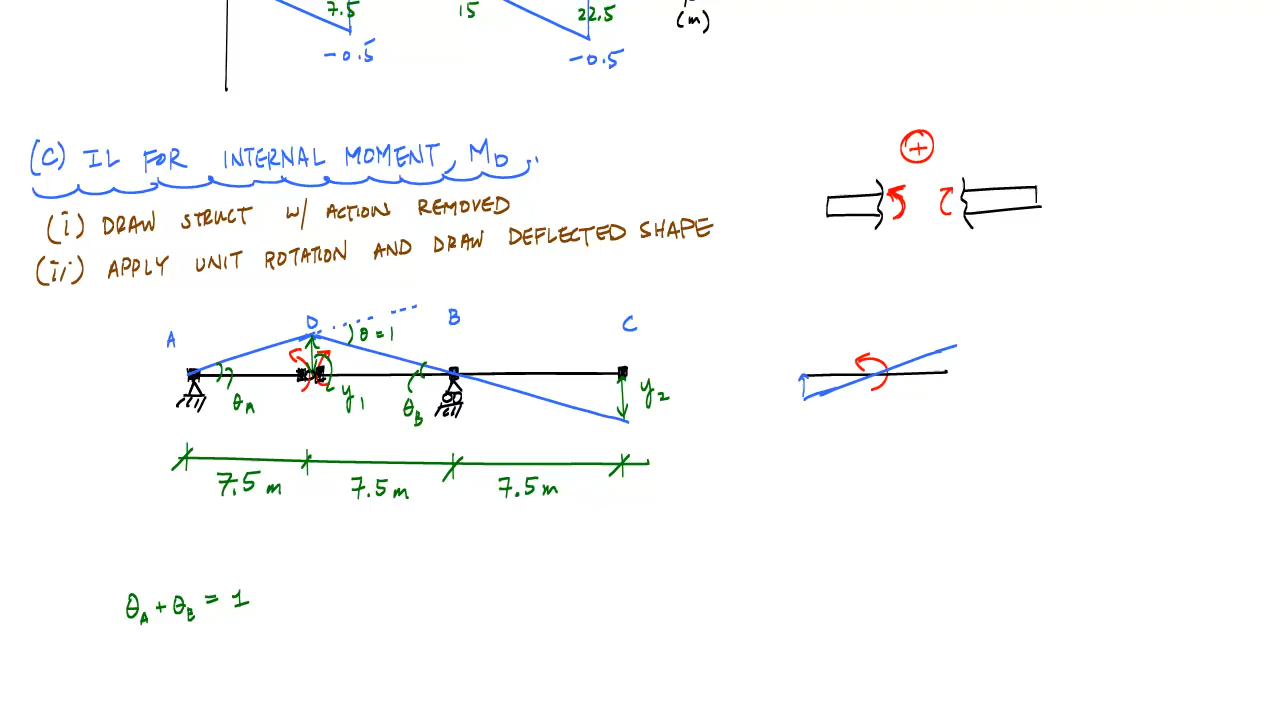 7.5 15 22.5
(m)
-0.5 -0.5
(C) IL FOR INTERNAL MOMENT, MD.
+
(i) DRAW STRUCT W/ ACTION REMOVED
(ii) APPLY UNIT ROTATION AND DRAW DEFLECTED SHAPE
A D B C
θ = 1
θA y1 θB y2
7.5 m 7.5 m 7.5 m
θA + θB = 1